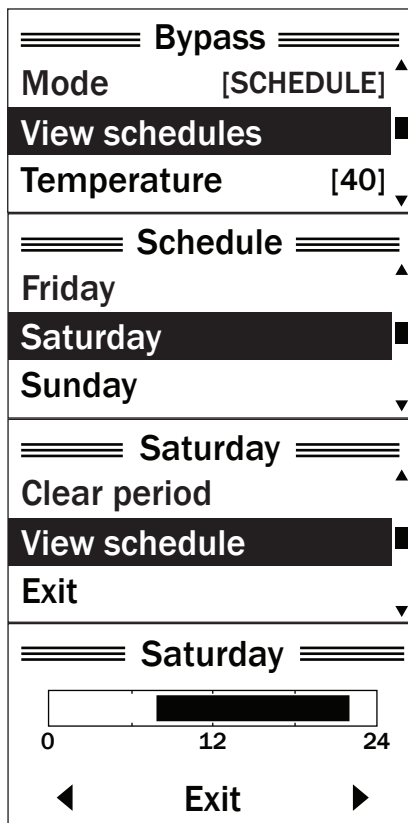 Bypass
Mode [SCHEDULE]
View schedules
Temperature [40]
Schedule
Friday
Saturday
Sunday
Saturday
Clear period
View schedule
Exit
Saturday
0 12 24
Exit